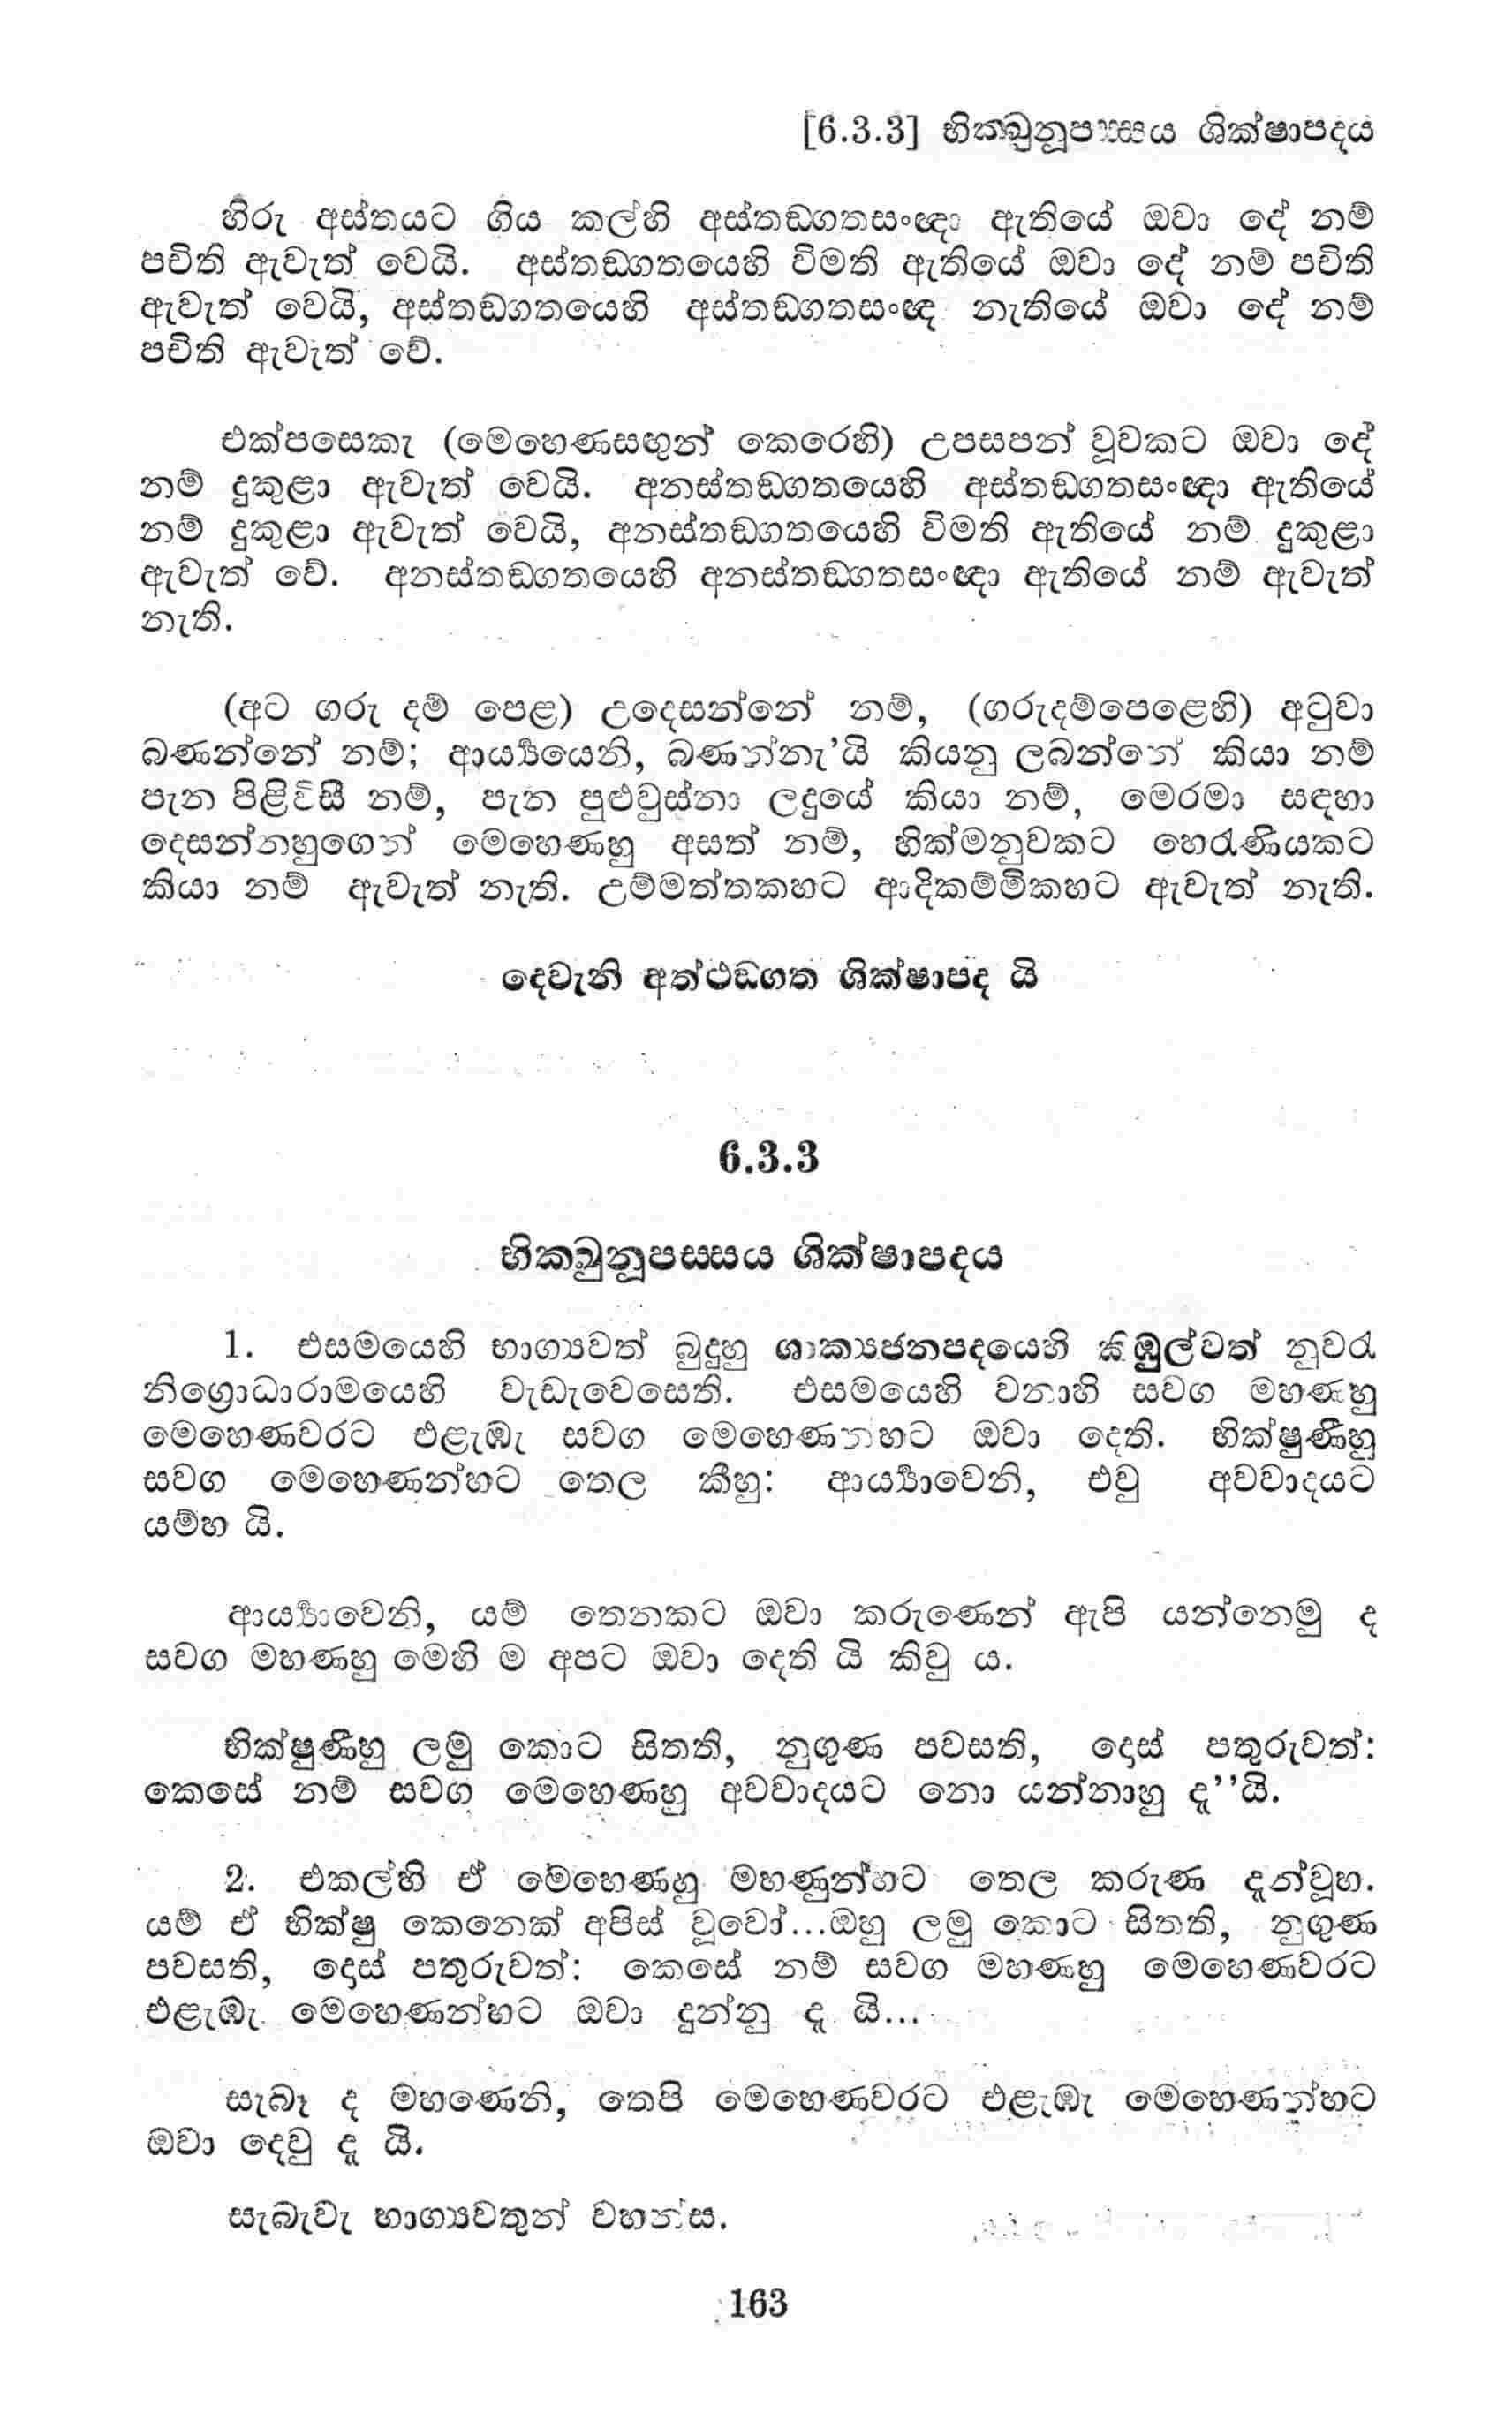 [6.3.3] භික්ඛුනූපස්සය ශික්ෂාපදය
හිරු අස්තයට ගිය කල්හි අස්තඞ්ගතසංඥා ඇතියේ ඔවා දේ නම්
පචිති ඇවැත් වෙයි. අස්තඞ්ගතයෙහි විමති ඇතියේ ඔවා දේ නම් පචිති
ඇවැත් වෙයි, අස්තඞ්ගතයෙහි අස්තඞ්ගතසංඥ නැතියේ ඔවා දේ නම්
පචිති ඇවැත් වේ.
එක්පසෙකැ (මෙහෙණසඟුන් කෙරෙහි) උපසපන් වූවකට ඔවා දේ
නම් දුකුළා ඇවැත් වෙයි. අනස්තඞ්ගතයෙහි අස්තඞ්ගතසංඥා ඇතියේ
නම් දුකුළා ඇවැත් වෙයි, අනස්තඞ්ගතයෙහි විමති ඇතියේ නම් දුකුළා
ඇවැත් වේ. අනස්තඞ්ගතයෙහි අනස්තඞ්ගතසංඥා ඇතියේ නම් ඇවැත්
නැති.
(අට ගරු දම් පෙළ) උදෙසන්නේ නම්, (ගරුදම්පෙළෙහි) අටුවා
බණන්නේ නම්; ආර්‍ය්‍යයෙනි, බණන්නැ'යි කියනු ලබන්නේ කියා නම්
පැන පිළිවිසී නම්, පැන පුළුවුස්නා ලදුයේ කියා නම්, මෙරමා සඳහා
දෙසන්නහුගෙන් මෙහෙණහු අසත් නම්, හික්මනුවකට හෙරණියකට
කියා නම් ඇවැත් නැති. උම්මත්තකහට ආදිකම්මිකහට ඇවැත් නැති.
දෙවැනි අත්ථඞ්ගත ශික්ෂාපද යි
6.3.3
භික්ඛුනූපස්සය ශික්ෂාපදය
1. එසමයෙහි භාග්‍යවත් බුදුහු ශාක්‍යජනපදයෙහි කිඹුල්වත් නුවර
නිග්‍රොධාරාමයෙහි වැඩැවෙසෙති. එසමයෙහි වනාහි සවග මහණහු
මෙහෙණවරට එළැඹැ සවග මෙහෙණන්හට ඔවා දෙති. භික්ෂුණීහු
සවග මෙහෙණන්හට තෙල කීහු: ආර්‍ය්‍යාවෙනි, එවු අවවාදයට
යම්හ යි.
ආර්‍ය්‍යාවෙනි, යම් තෙනකට ඔවා කරුණෙන් ඇපි යන්නෙමු ද
සවග මහණහු මෙහි ම අපට ඔවා දෙති යි කිවු ය.
භික්ෂුණීහු ලමු කොට සිතති, නුගුණ පවසති, දොස් පතුරුවත්:
කෙසේ නම් සවග මෙහෙණහු අවවාදයට නො යන්නාහු දැ''යි.
2. එකල්හි ඒ මෙහෙණහු මහණුන්හට තෙල කරුණ දැන්වූහ.
යම් ඒ භික්ෂු කෙනෙක් අපිස් වූවෝ...ඔහු ලමු කොට සිතති, නුගුණ
පවසති, දොස් පතුරුවත්: කෙසේ නම් සවග මහණහු මෙහෙණවරට
එළැඹැ මෙහෙණන්හට ඔවා දුන්නු දැ යි...
සැබෑ ද මහණෙනි, තෙපි මෙහෙණවරට එළැඹැ මෙහෙණන්හට
ඔවා දෙවු දැ යි.
සැබැවැ භාග්‍යවතුන් වහන්ස.
163